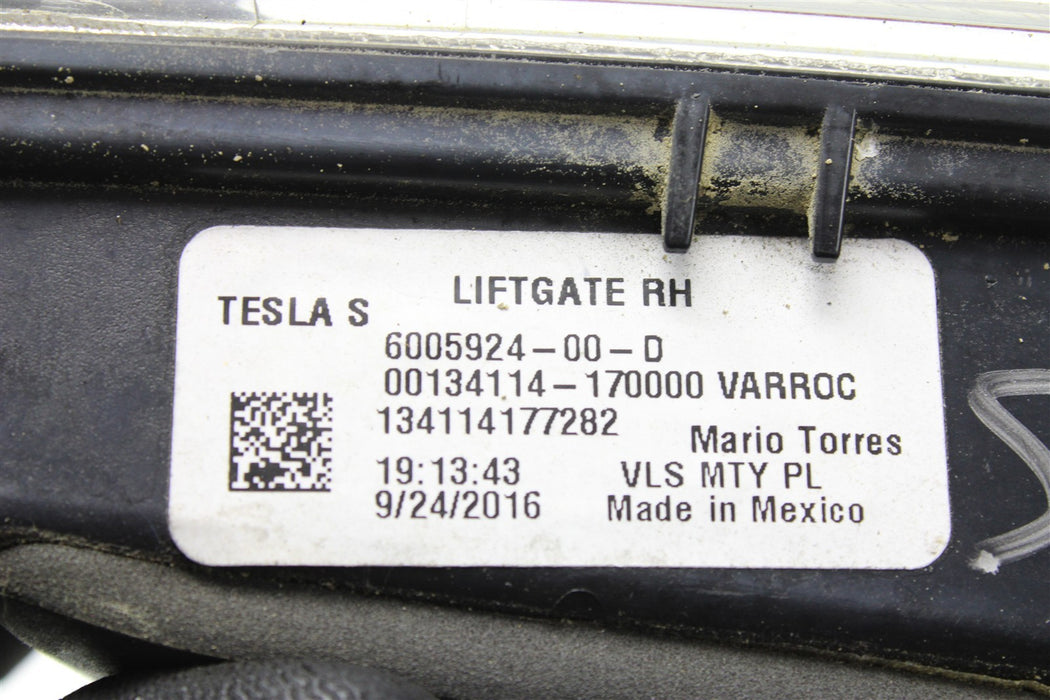 LIFTGATE RH
TESLA S
6005924-00-D
00134114-170000 VARROC
134114177282
Mario Torres
19:13:43 VLS MTY PL
9/24/2016 Made in Mexico